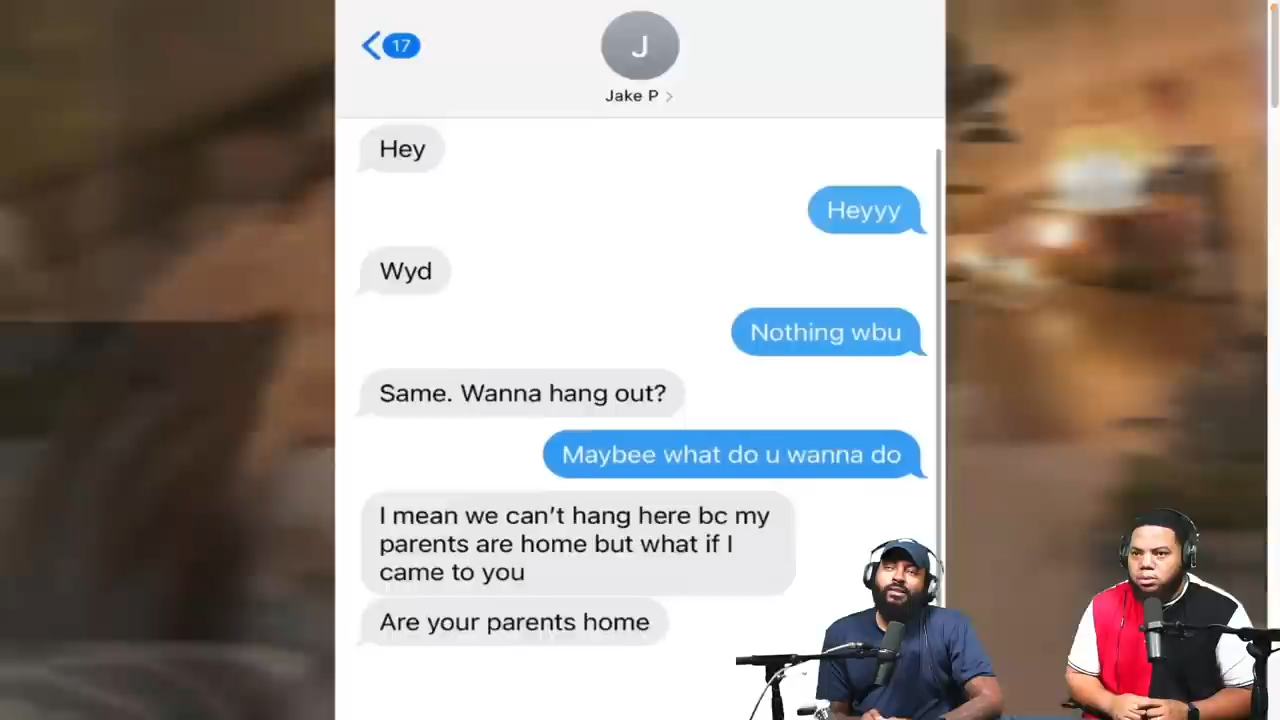 17
J
Jake P
Hey
Heyyy
Wyd
Nothing wbu
Same. Wanna hang out?
Maybee what do u wanna do
I mean we can't hang here bc my
parents are home but what if I
came to you
Are your parents home